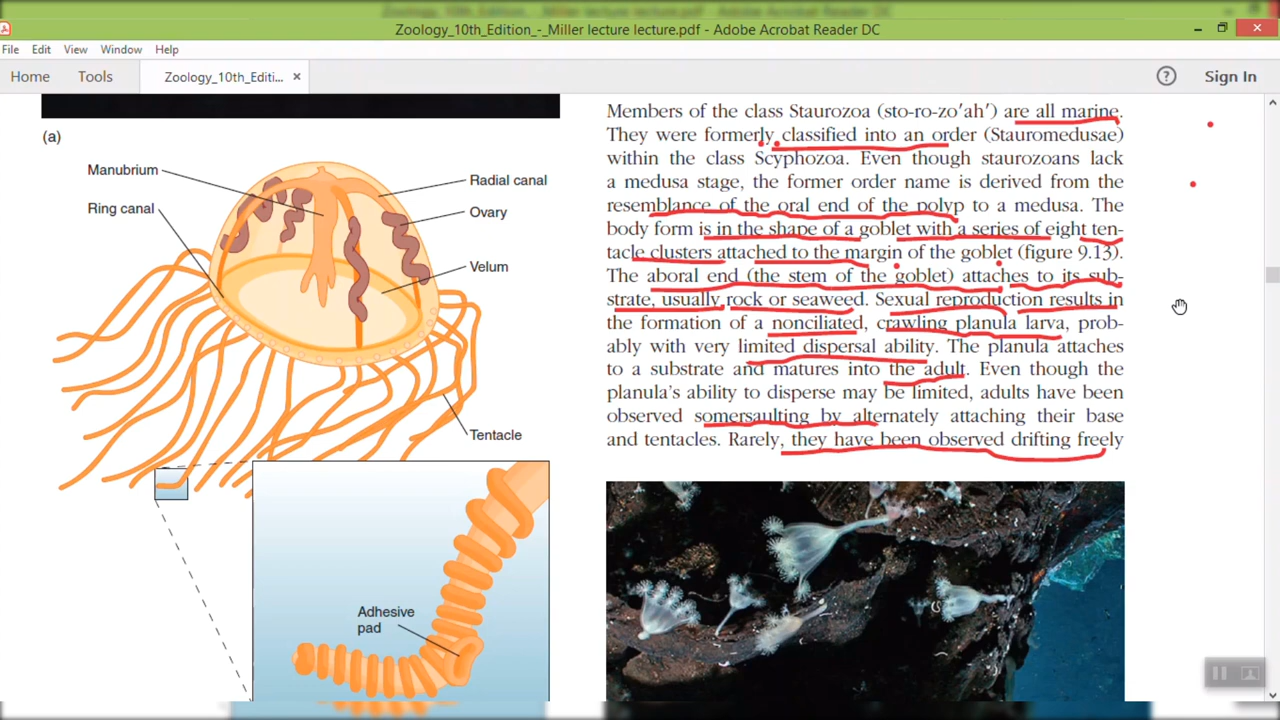 Zoology_10th_Edition_-_Miller lecture lecture.pdf - Adobe Acrobat Reader DC
File Edit View Window Help
Home Tools Zoology_10th_Editi... × ? Sign In
(a)
Manubrium
Ring canal
Radial canal
Ovary
Velum
Tentacle
Adhesive
pad
Members of the class Staurozoa (sto-ro-zo′ah′) are all marine.
They were formerly classified into an order (Stauromedusae)
within the class Scyphozoa. Even though staurozoans lack
a medusa stage, the former order name is derived from the
resemblance of the oral end of the polyp to a medusa. The
body form is in the shape of a goblet with a series of eight ten-
tacle clusters attached to the margin of the goblet (figure 9.13).
The aboral end (the stem of the goblet) attaches to its sub-
strate, usually rock or seaweed. Sexual reproduction results in
the formation of a nonciliated, crawling planula larva, prob-
ably with very limited dispersal ability. The planula attaches
to a substrate and matures into the adult. Even though the
planula's ability to disperse may be limited, adults have been
observed somersaulting by alternately attaching their base
and tentacles. Rarely, they have been observed drifting freely